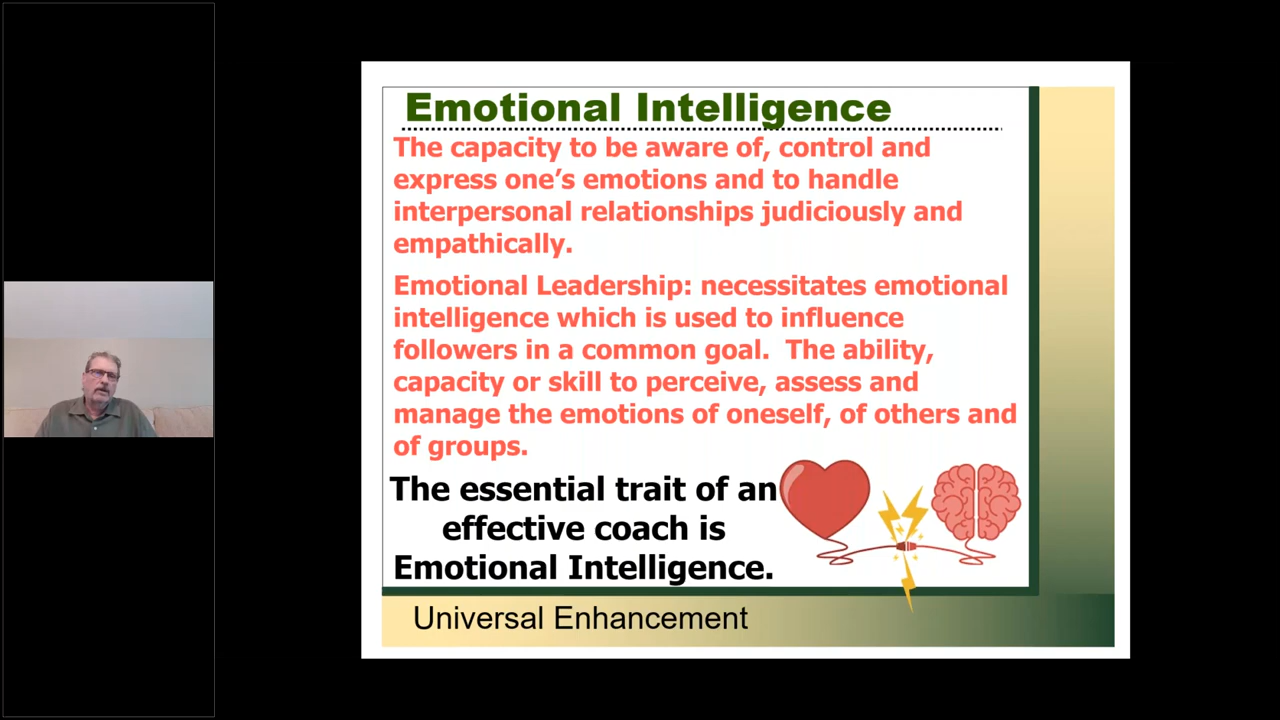 Emotional Intelligence
The capacity to be aware of, control and
express one’s emotions and to handle
interpersonal relationships judiciously and
empathically.
Emotional Leadership: necessitates emotional
intelligence which is used to influence
followers in a common goal.  The ability,
capacity or skill to perceive, assess and
manage the emotions of oneself, of others and
of groups.
The essential trait of an
effective coach is
Emotional Intelligence.
Universal Enhancement